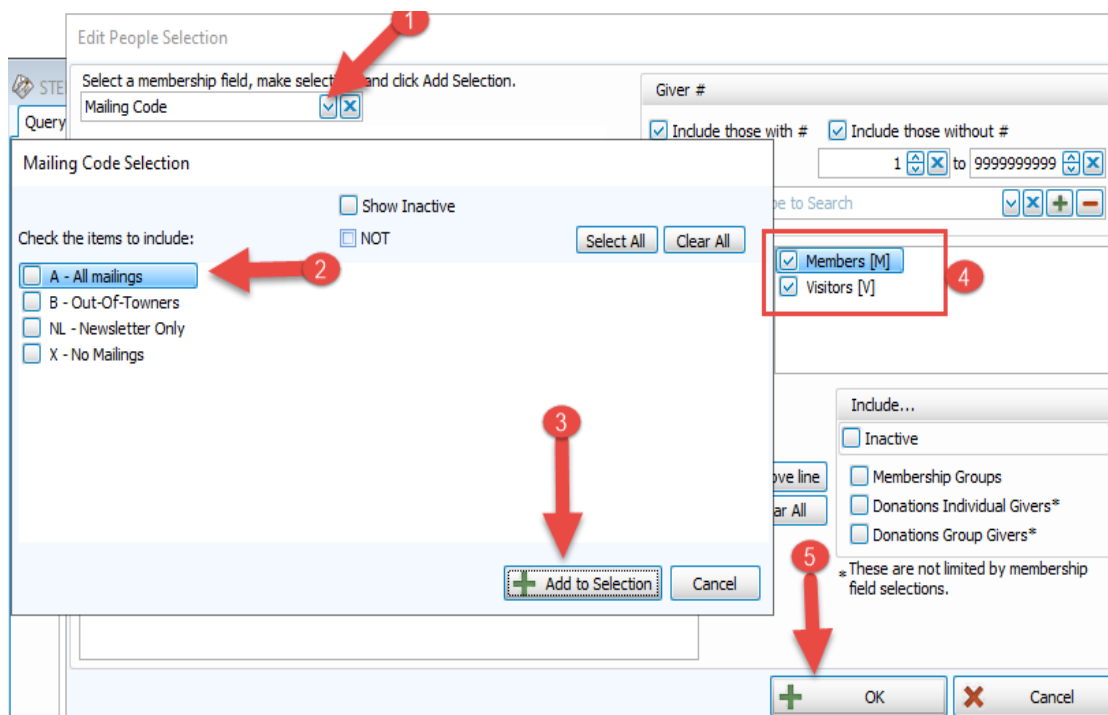 1
Edit People Selection
STE
Query
Select a membership field, make select and click Add Selection.
Mailing Code
Giver #
Include those with # Include those without #
1 to 9999999999
e to Search
Mailing Code Selection
Show Inactive
Check the items to include:
NOT
Select All Clear All
A - All mailings
2
B - Out-Of-Towners
NL - Newsletter Only
X - No Mailings
Members [M]
Visitors [V]
4
3
Include...
Inactive
ove line
Membership Groups
ar All
Donations Individual Givers*
Donations Group Givers*
* These are not limited by membership
field selections.
5
Add to Selection Cancel
OK Cancel